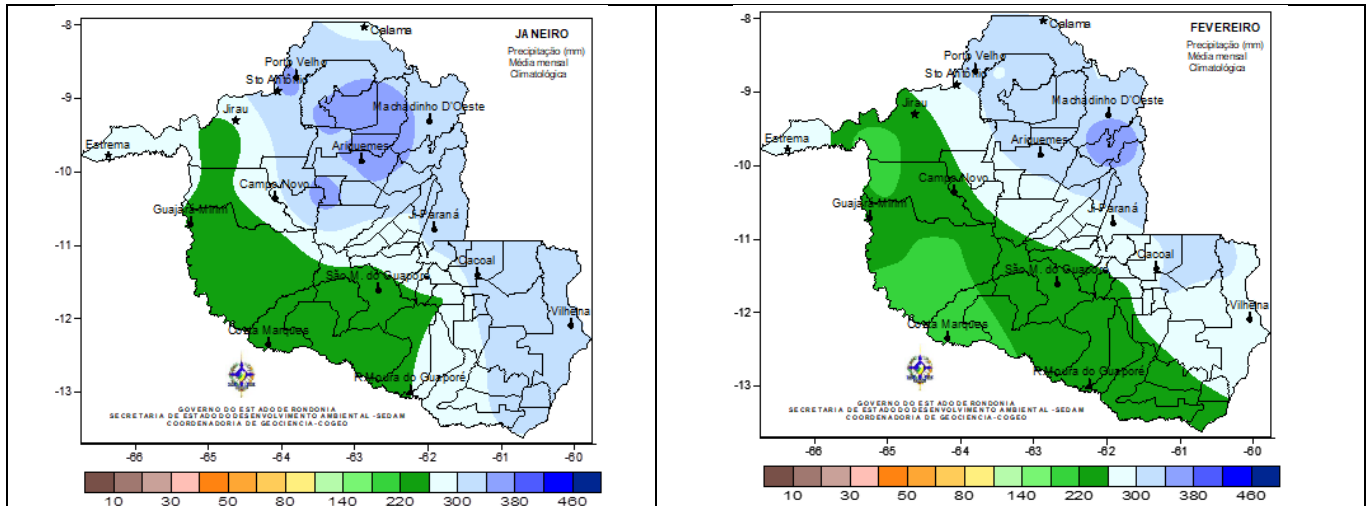 JANEIRO
Precipitação (mm)
Média mensal
Climatológica
-8
-9
-10
-11
-12
-13
Calama
Porto Velho
Sto Antônio
Jirau
Machadinho D'Oeste
Estrema
Ariquemes
Campo Novo
Guajará-Mirim
Ji-Paraná
Cacoal
São M. do Guaporé
Vilhena
Costa Marques
R.Moura do Guaporé
GOVERNO DO ESTADO DE RONDONIA
SECRETARIA DE ESTADO DO DESENVOLVIMENTO AMBIENTAL -SEDAM
COORDENADORIA DE GEOCIÊNCIA-COGEO
-66 -65 -64 -63 -62 -61 -60
10 30 50 80 140 220 300 380 460
FEVEREIRO
Precipitação (mm)
Média mensal
Climatológica
-8
-9
-10
-11
-12
-13
Calama
Porto Velho
Sto Antônio
Jirau
Machadinho D'Oeste
Estrema
Ariquemes
Campo Novo
Guajará-Mirim
Ji-Paraná
Cacoal
São M. do Guaporé
Vilhena
Costa Marques
R.Moura do Guaporé
GOVERNO DO ESTADO DE RONDONIA
SECRETARIA DE ESTADO DO DESENVOLVIMENTO AMBIENTAL -SEDAM
COORDENADORIA DE GEOCIÊNCIA-COGEO
-66 -65 -64 -63 -62 -61 -60
10 30 50 80 140 220 300 380 460